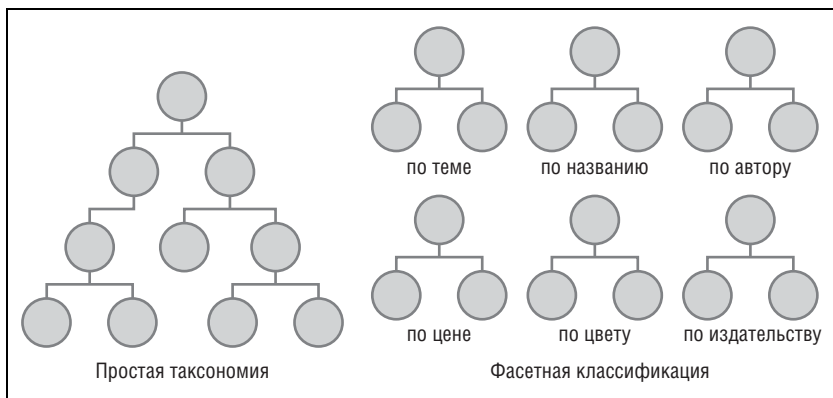 по теме
по названию
по автору
по цене
по цвету
по издательству
Простая таксономия
Фасетная классификация